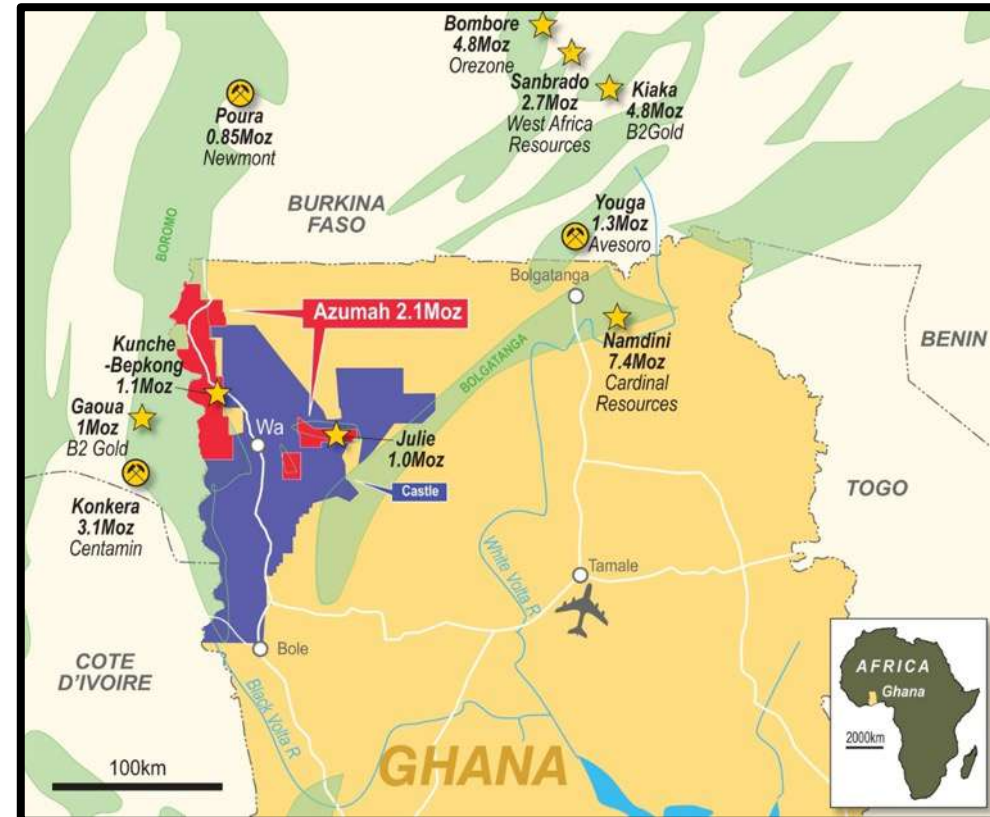 Bombore
4.8Moz
Orezone
Sanbrado
2.7Moz
West Africa
Resources
Kiaka
4.8Moz
B2Gold
Poura
0.85Moz
Newmont
BURKINA
FASO
BOROMO
Youga
1.3Moz
Avesoro
Bolgatanga
Azumah 2.1Moz
BOLGATANGA
Namdini
7.4Moz
Cardinal
Resources
BENIN
Kunche
-Bepkong
1.1Moz
Gaoua
1Moz
B2 Gold
Wa
Julie
1.0Moz
Castle
Konkera
3.1Moz
Centamin
TOGO
White Volta R
Tamale
Bole
COTE
D'IVOIRE
Black Volta R
GHANA
100km
AFRICA
Ghana
2000km